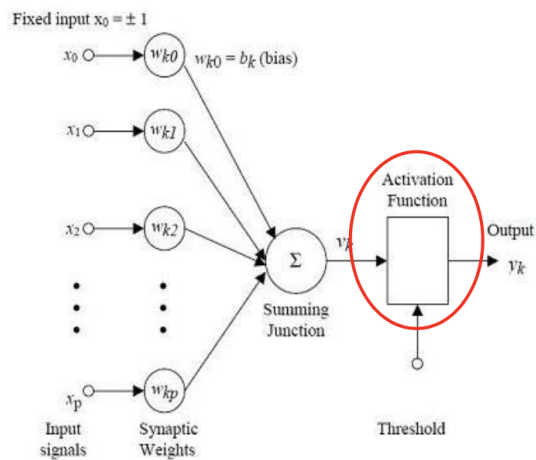 Fixed input x0 = ± 1
x0
wk0
wk0 = bk (bias)
x1
wk1
Activation
Function
x2
wk2
Σ
vk
Output
yk
Summing
Junction
xp
wkp
Input
signals
Synaptic
Weights
Threshold